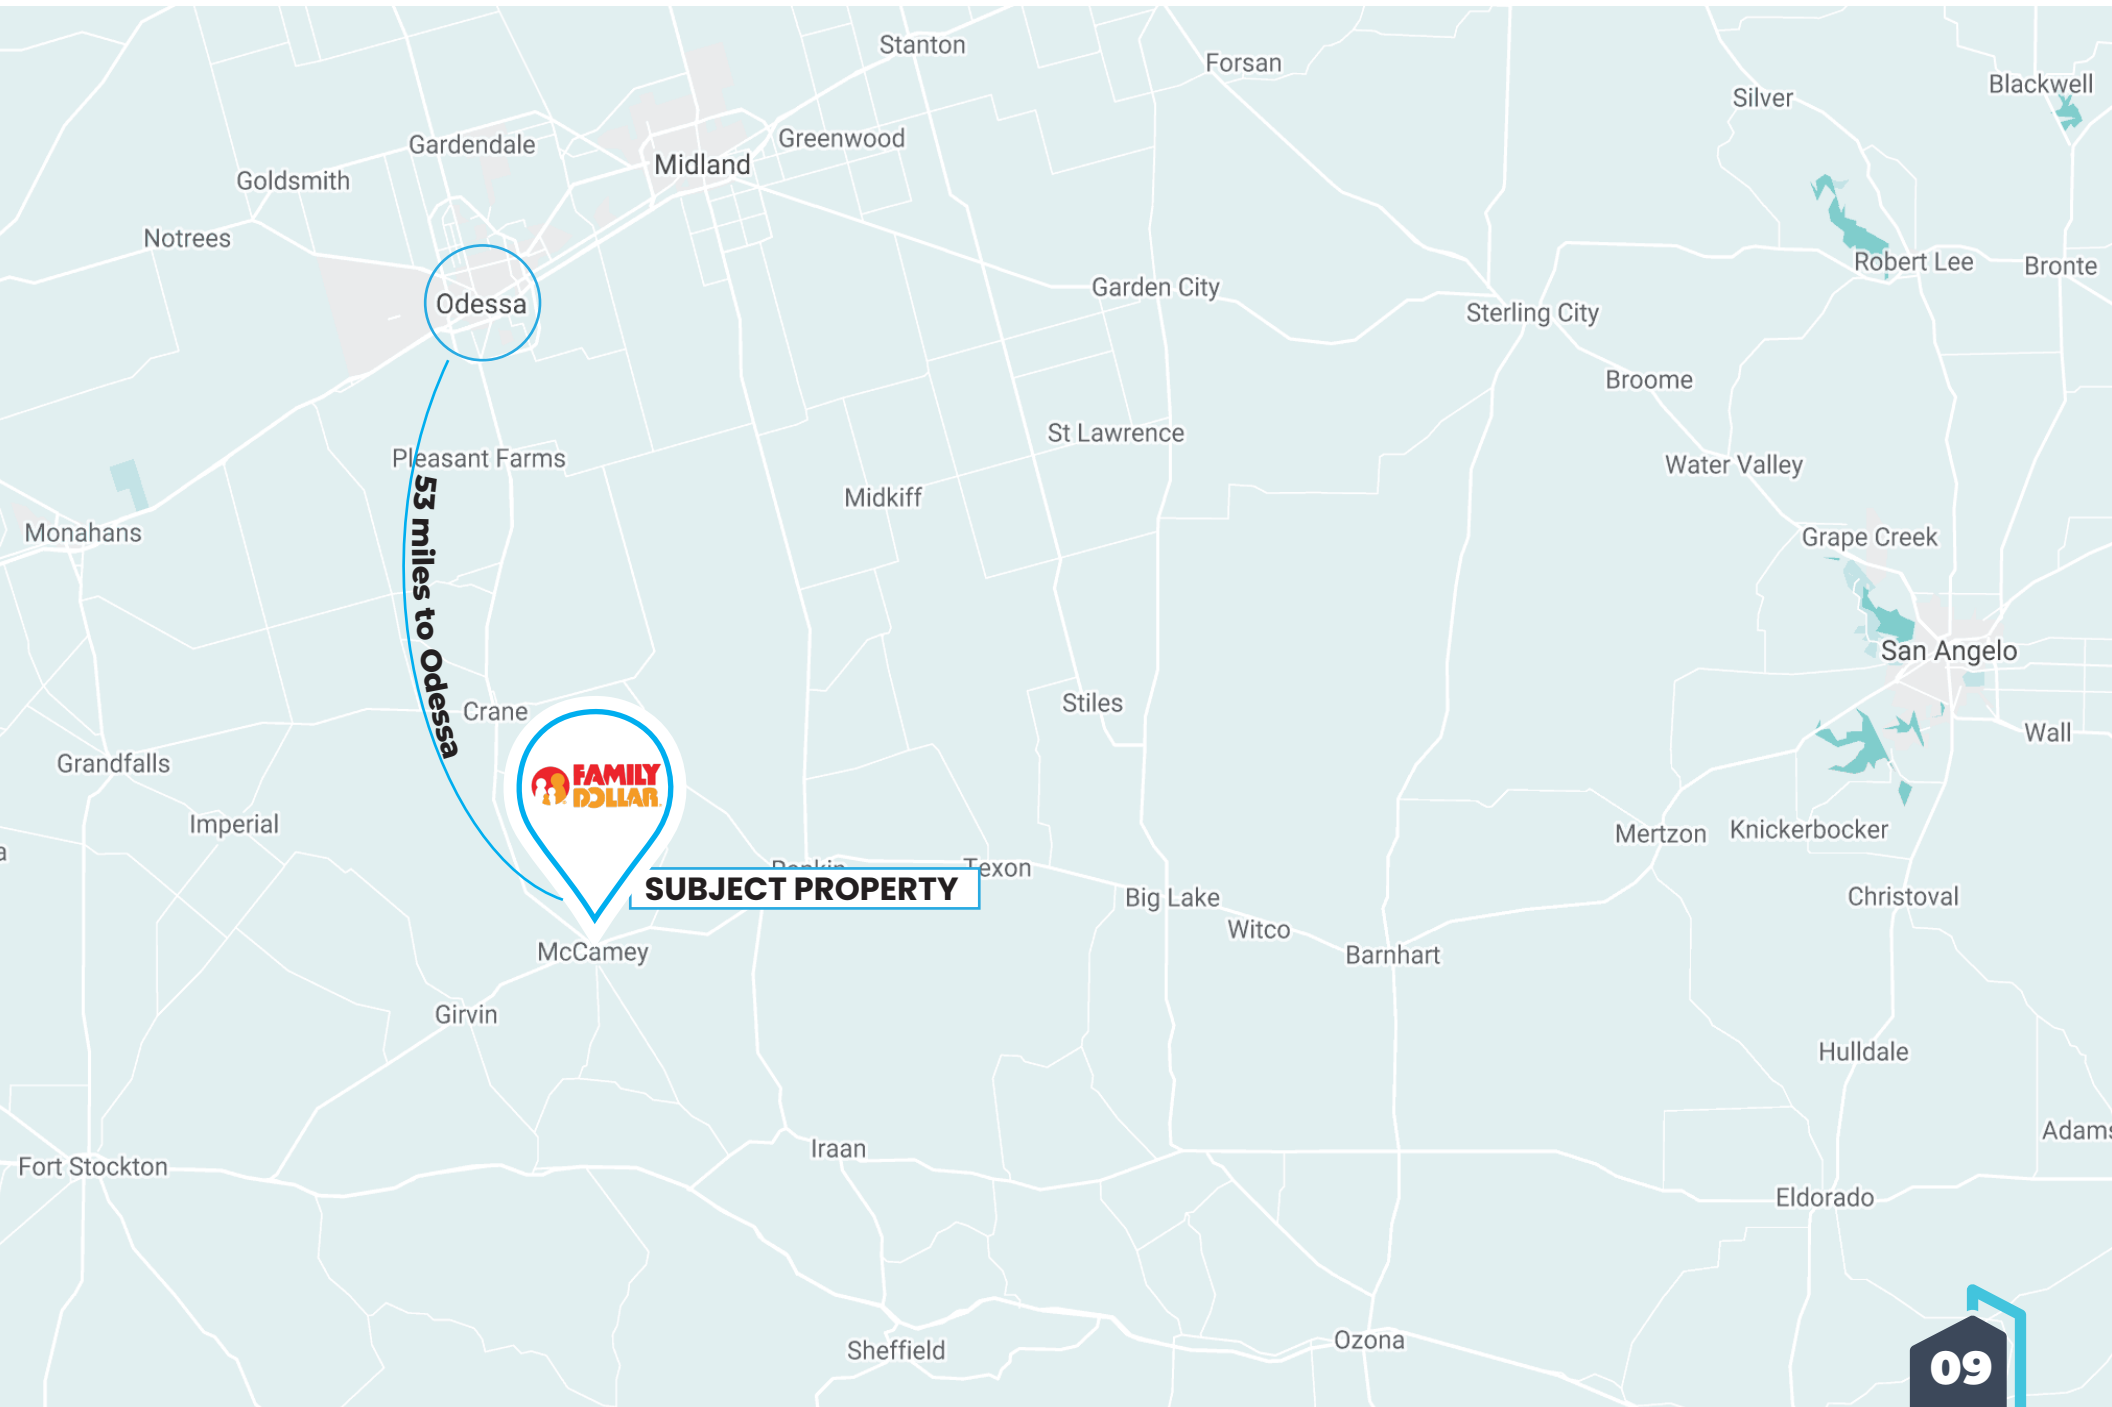 Stanton
Forsan
Blackwell
Silver
Gardendale
Greenwood
Midland
Goldsmith
Notrees
Robert Lee
Bronte
Odessa
Garden City
Sterling City
Broome
St Lawrence
Pleasant Farms
Water Valley
Midkiff
Monahans
Grape Creek
53 miles to Odessa
San Angelo
Stiles
Crane
Wall
Grandfalls
FAMILY
DOLLAR
Imperial
Mertzon
Knickerbocker
Texon
SUBJECT PROPERTY
Big Lake
Christoval
Witco
McCamey
Barnhart
Girvin
Hulldale
Adams
Iraan
Fort Stockton
Eldorado
Ozona
Sheffield
09